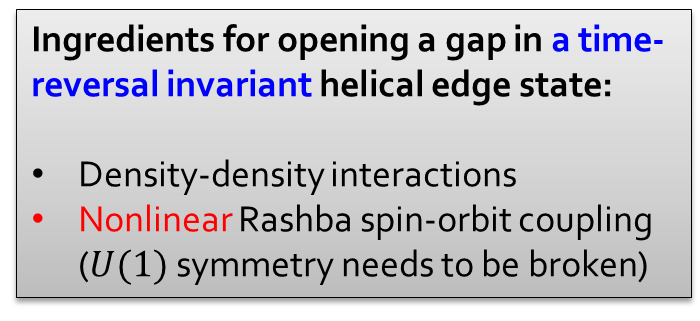 Ingredients for opening a gap in a time-
reversal invariant helical edge state:
• Density-density interactions
• Nonlinear Rashba spin-orbit coupling
(U(1) symmetry needs to be broken)